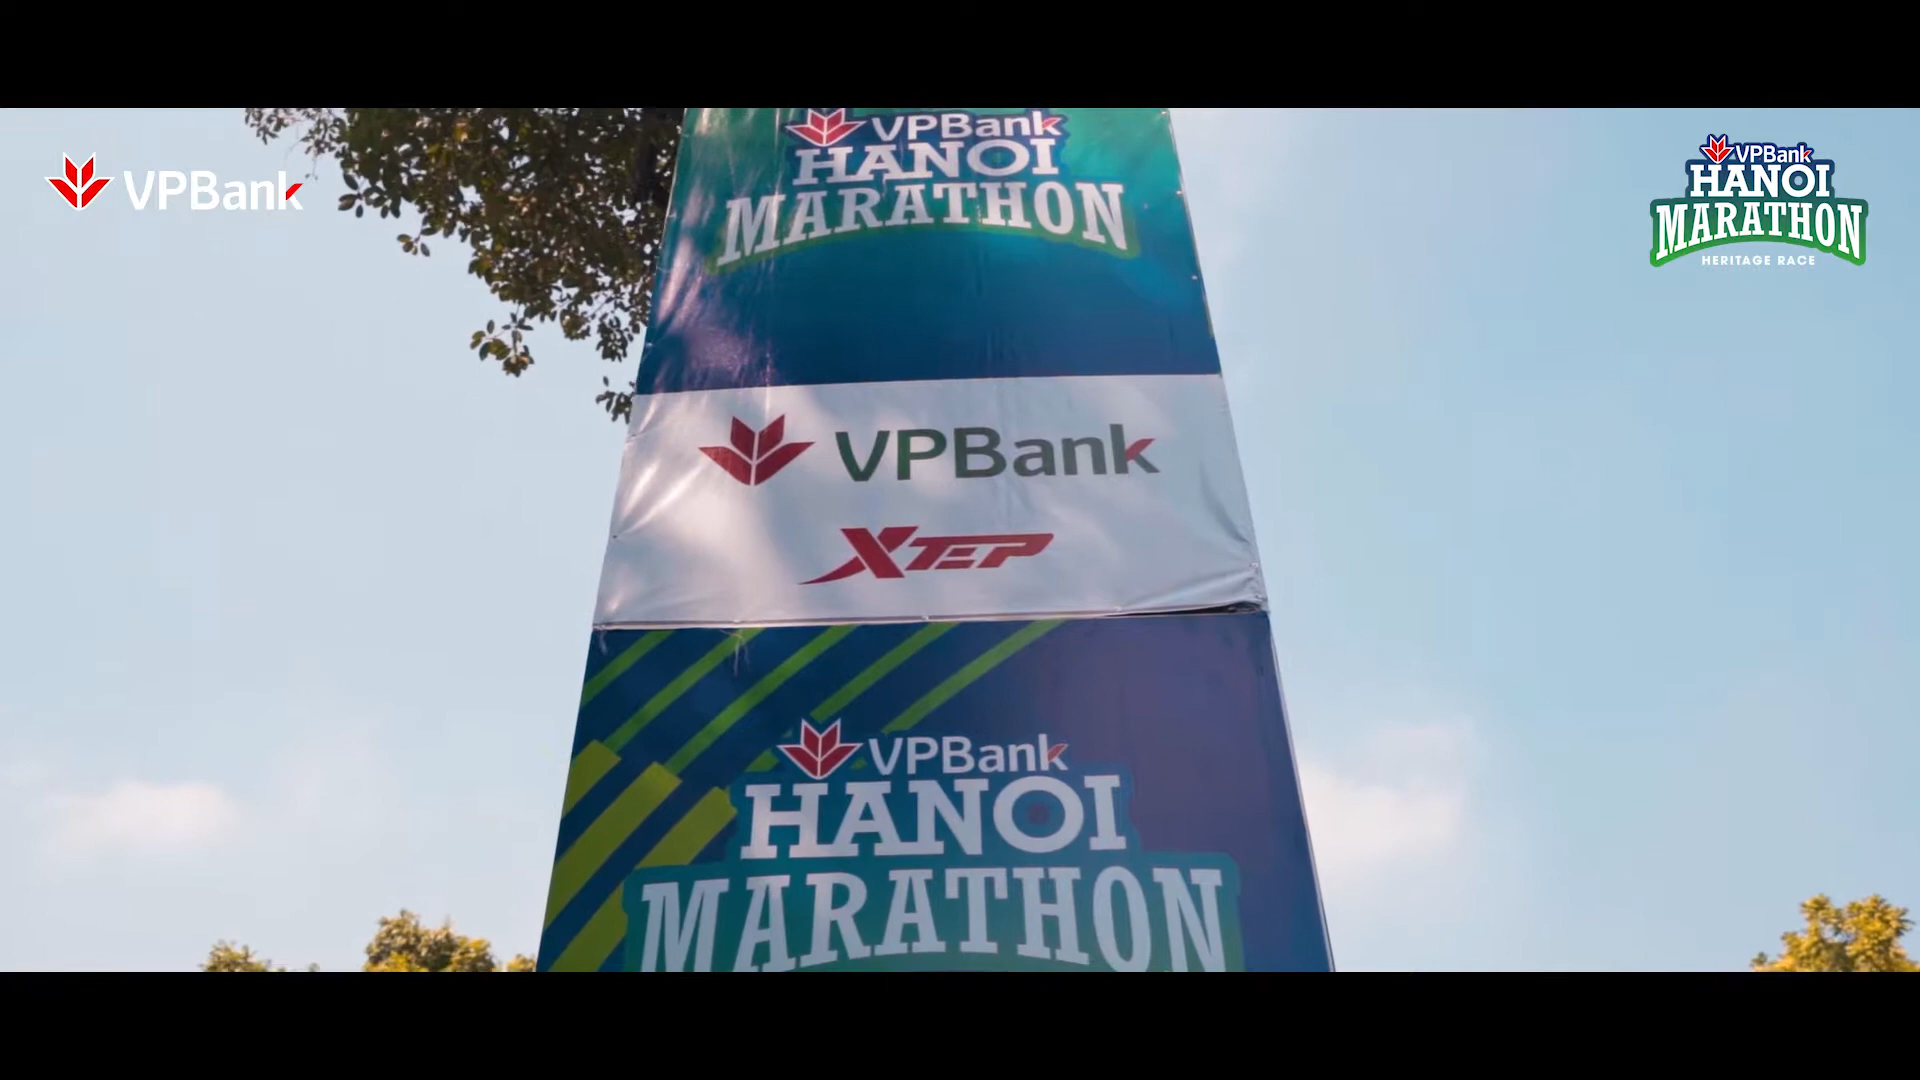 VPBank
VPBank
HANOI
MARATHON
HERITAGE RACE
VPBank
HANOI
MARATHON
VPBank
XTEP
VPBank
HANOI
MARATHON